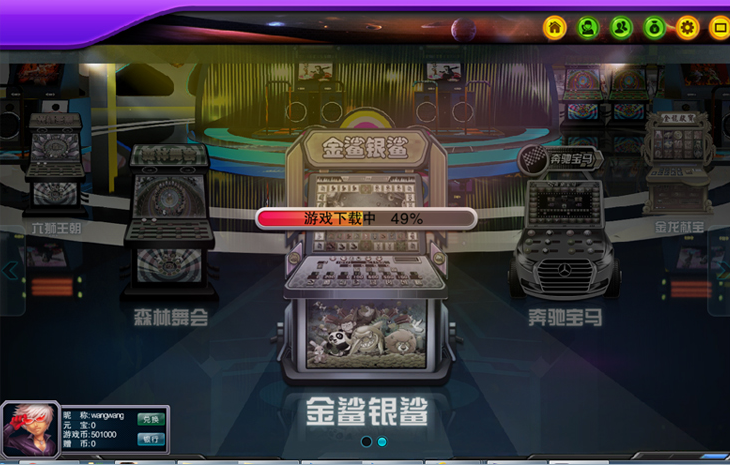 金鲨银鲨
奔驰宝马
游戏下载中 49%
六狮王朝
金龙献宝
森林舞会
奔驰宝马
金鲨银鲨
昵 称:wangwang
兑换
元 宝:0
游戏币:501000
银行
赠 币:0